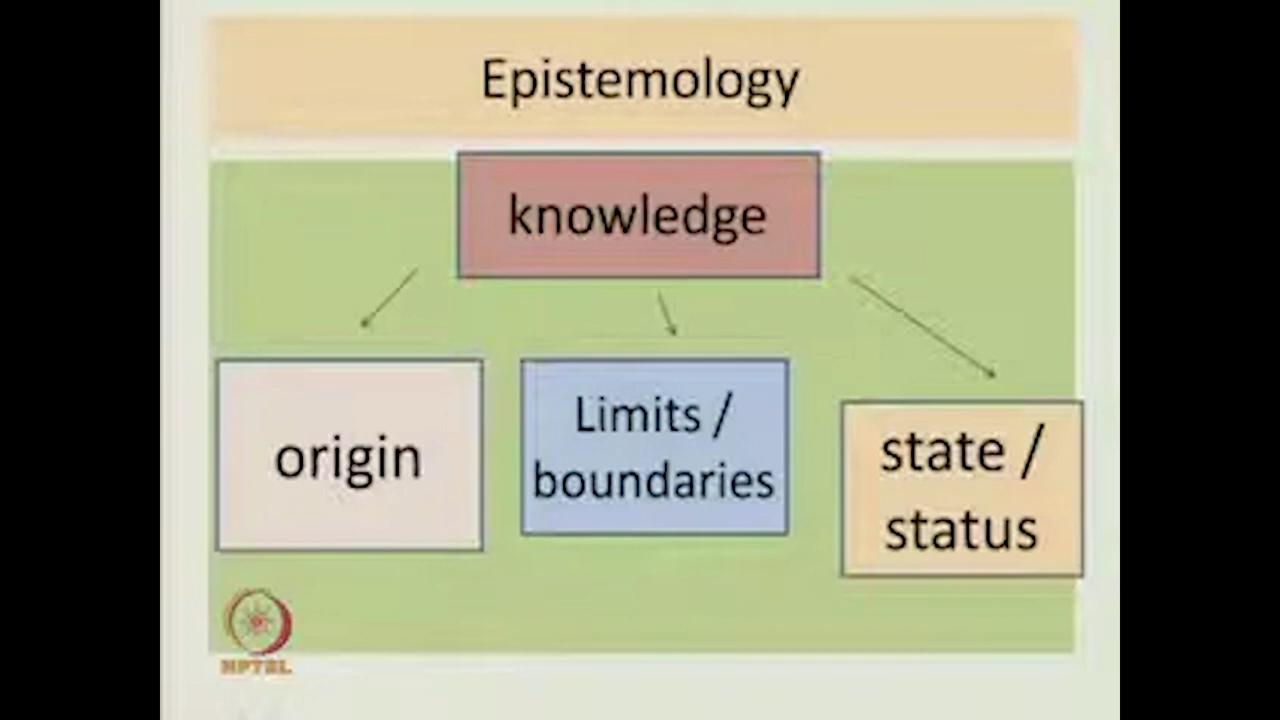 Epistemology
knowledge
origin
Limits /
boundaries
state /
status
NPTEL